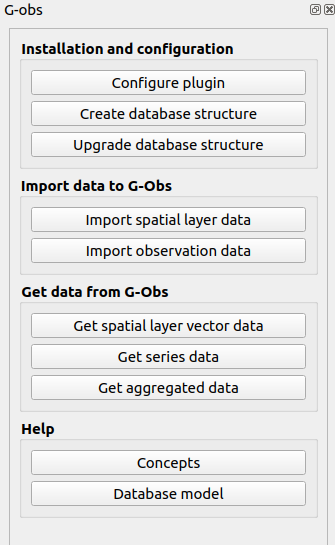 G-obs
Installation and configuration
Configure plugin
Create database structure
Upgrade database structure
Import data to G-Obs
Import spatial layer data
Import observation data
Get data from G-Obs
Get spatial layer vector data
Get series data
Get aggregated data
Help
Concepts
Database model